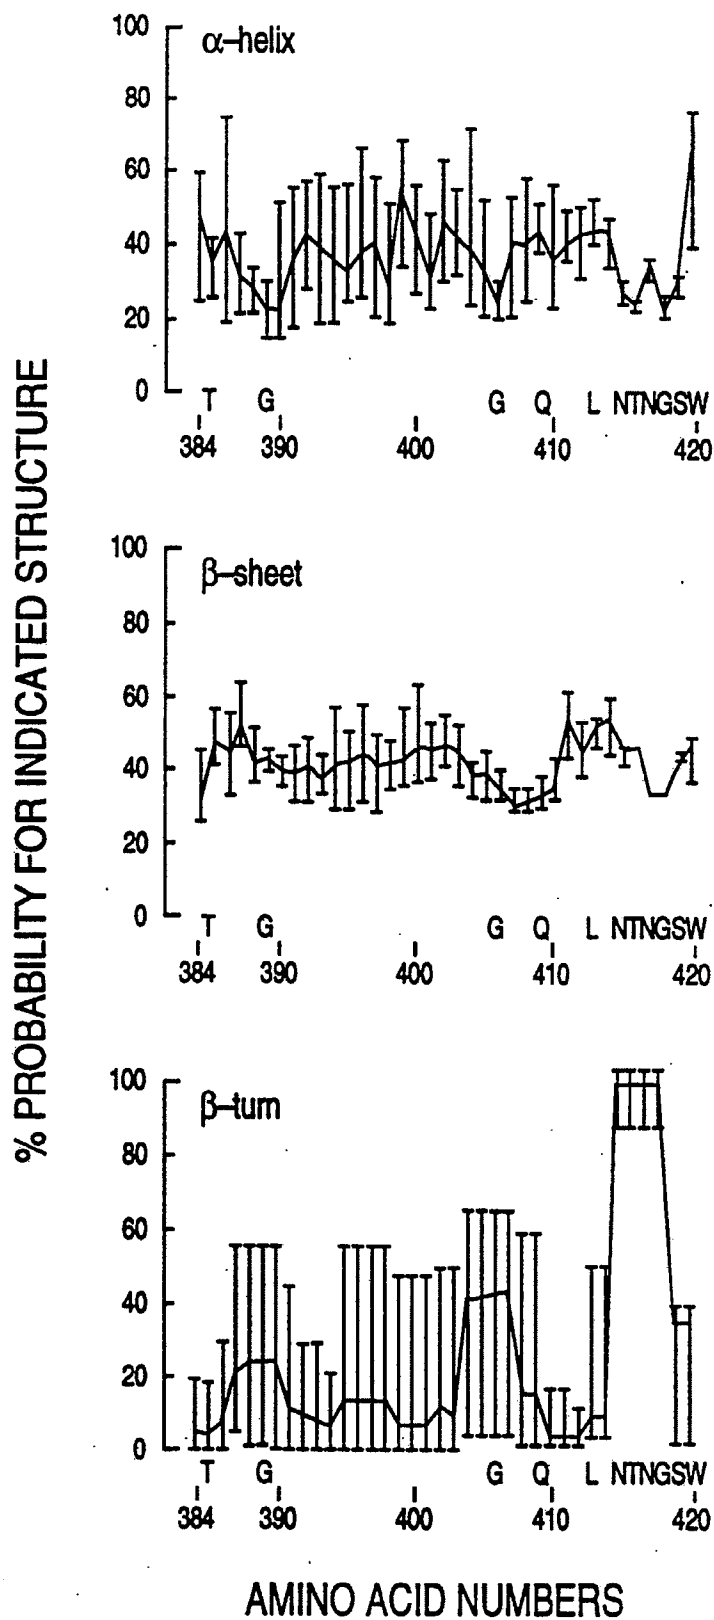 % PROBABILITY FOR INDICATED STRUCTURE
α–helix
100
80
60
40
20
0
T G G Q L NTNGSW
384 390 400 410 420
β–sheet
100
80
60
40
20
0
T G G Q L NTNGSW
384 390 400 410 420
β–turn
100
80
60
40
20
0
T G G Q L NTNGSW
384 390 400 410 420
AMINO ACID NUMBERS